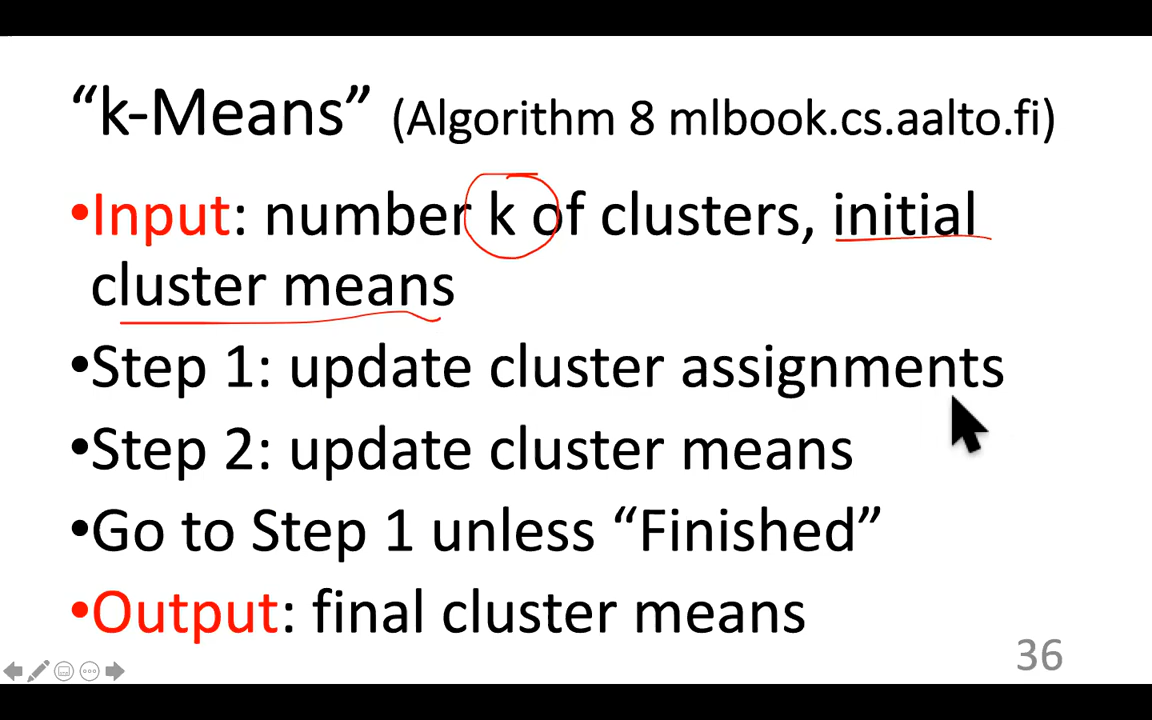 “k-Means” (Algorithm 8 mlbook.cs.aalto.fi)
•Input: number k of clusters, initial
cluster means
•Step 1: update cluster assignments
•Step 2: update cluster means
•Go to Step 1 unless “Finished”
•Output: final cluster means
36